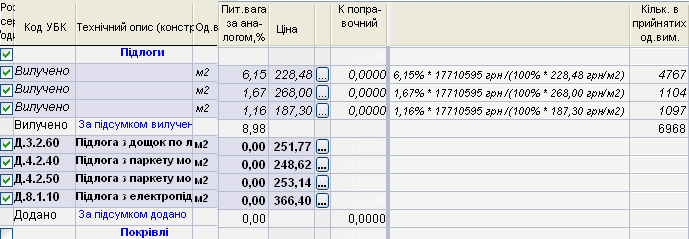 Роз
сер
'оди Код УБК Технічний опис (констр Од.в Пит.вага за ана-логом,% Ціна К попра-вочний Кільк. в прийнятих од.вим.
Підлоги
Вилучено м2 6,15 228,48 ... 0,0000 6,15% * 17710595 грн /(100% * 228,48 грн/м2) 4767
Вилучено м2 1,67 268,00 ... 0,0000 1,67% * 17710595 грн /(100% * 268,00 грн/м2) 1104
Вилучено м2 1,16 187,30 ... 0,0000 1,16% * 17710595 грн /(100% * 187,30 грн/м2) 1097
Вилучено За підсумком вилучен 8,98 6968
Д.3.2.60 Підлога з дощок по л м2 0,00 251,77 ...
Д.4.2.40 Підлога з паркету мо м2 0,00 248,62 ...
Д.4.2.50 Підлога з паркету мо м2 0,00 253,14 ...
Д.8.1.10 Підлога з електропід м2 0,00 366,40 ...
Додано За підсумком додано 0,00 0,0000
Покрівлі